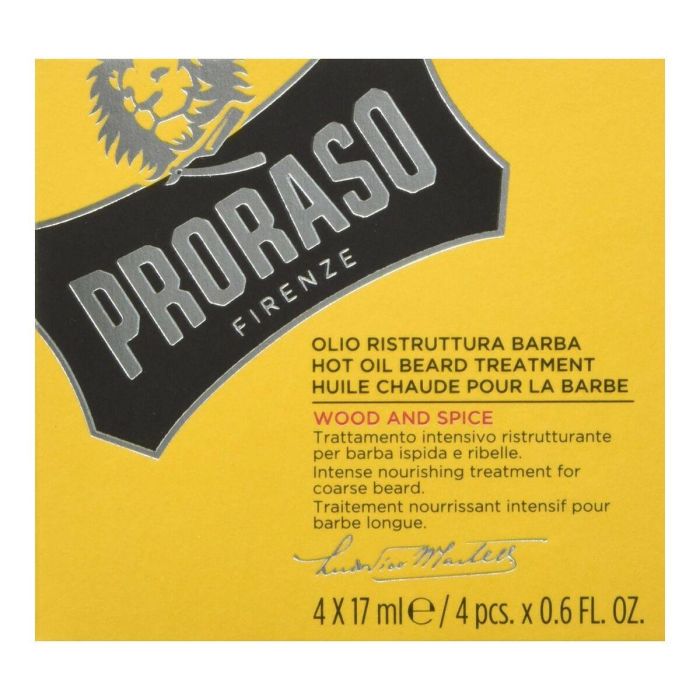 PRORASO
FIRENZE
OLIO RISTRUTTURA BARBA
HOT OIL BEARD TREATMENT
HUILE CHAUDE POUR LA BARBE
WOOD AND SPICE
Trattamento intensivo ristrutturante
per barba ispida e ribelle.
Intense nourishing treatment for
coarse beard.
Traitement nourrissant intensif pour
barbe longue.
Ludovico Martelli
4 X 17 ml ℮ / 4 pcs. x 0.6 FL. OZ.